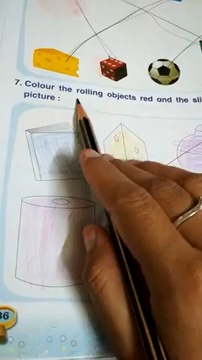 7. Colour the rolling objects red and the sli
picture :
36